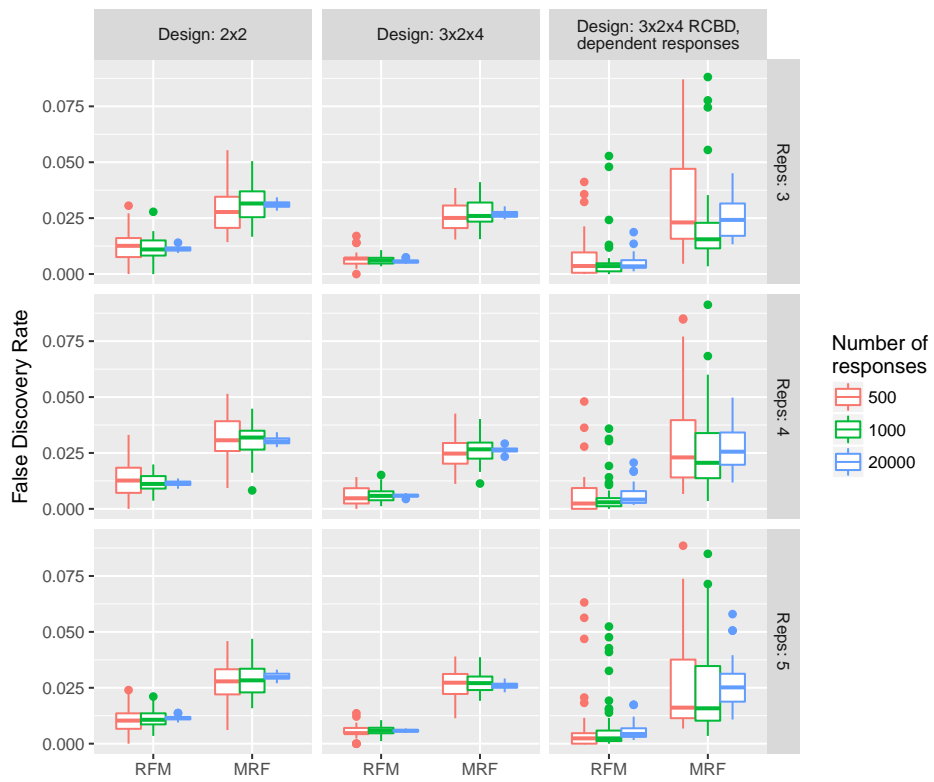 Design: 2x2
Design: 3x2x4
Design: 3x2x4 RCBD,
dependent responses
False Discovery Rate
0.075
0.050
0.025
0.000
Reps: 3
0.075
0.050
0.025
0.000
Reps: 4
0.075
0.050
0.025
0.000
Reps: 5
RFM
MRF
RFM
MRF
RFM
MRF
Number of
responses
500
1000
20000